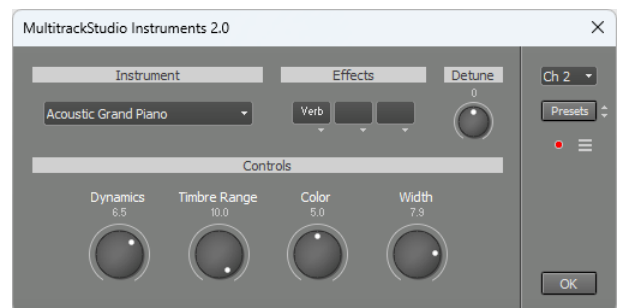 MultitrackStudio Instruments 2.0
Instrument
Effects
Detune
Ch 2
0
Acoustic Grand Piano
Verb
Presets
Controls
Dynamics
Timbre Range
Color
Width
6.5
10.0
5.0
7.9
OK